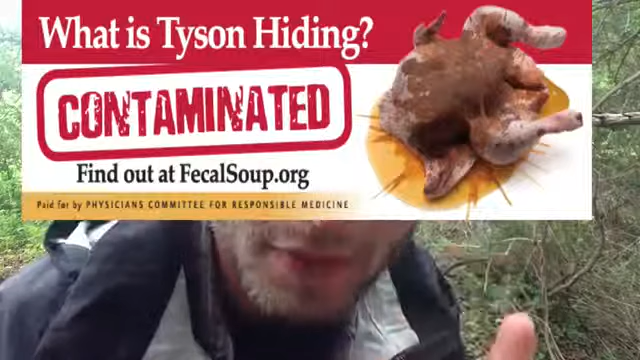 What is Tyson Hiding?
CONTAMINATED
Find out at FecalSoup.org
Paid for by PHYSICIANS COMMITTEE FOR RESPONSIBLE MEDICINE